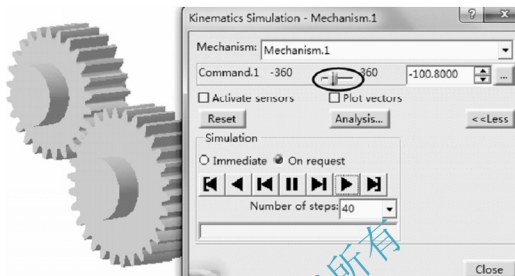 Kinematics Simulation - Mechanism.1
Mechanism: Mechanism.1
Command.1 -360 360 -100.8000 ...
Activate sensors Plot vectors
Reset Analysis... <<Less
Simulation
Immediate On request
Number of steps: 40
所有
Close